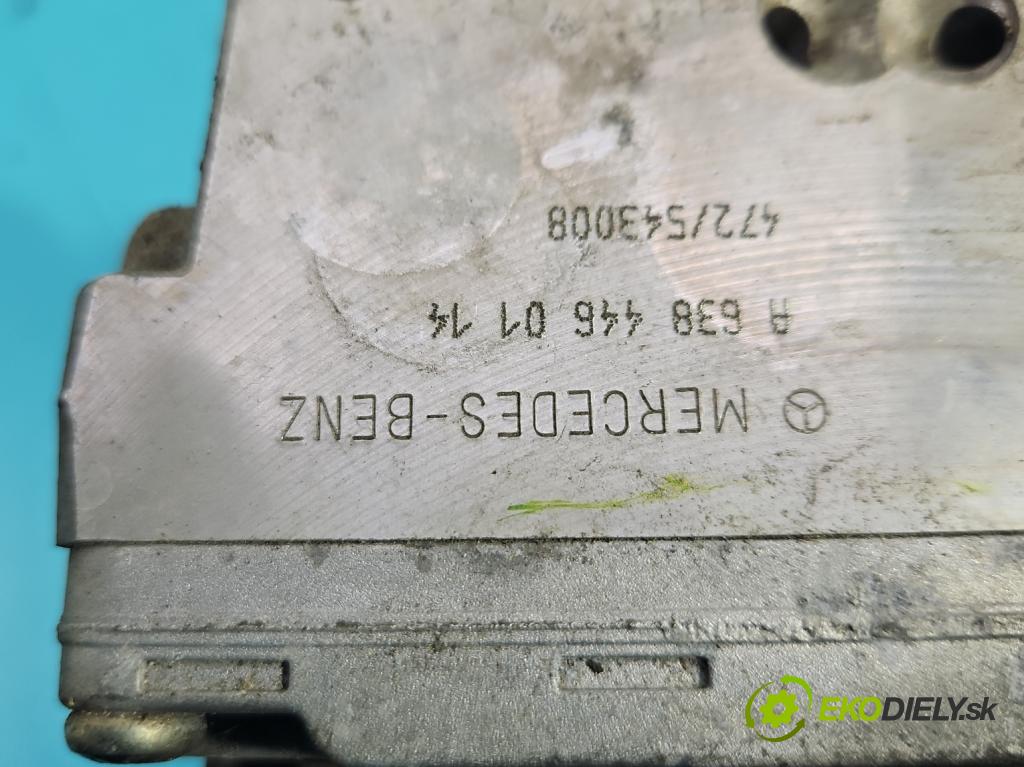 MERCEDES-BENZ
A 638 446 01 14
472/543008
EKODIELY.sk